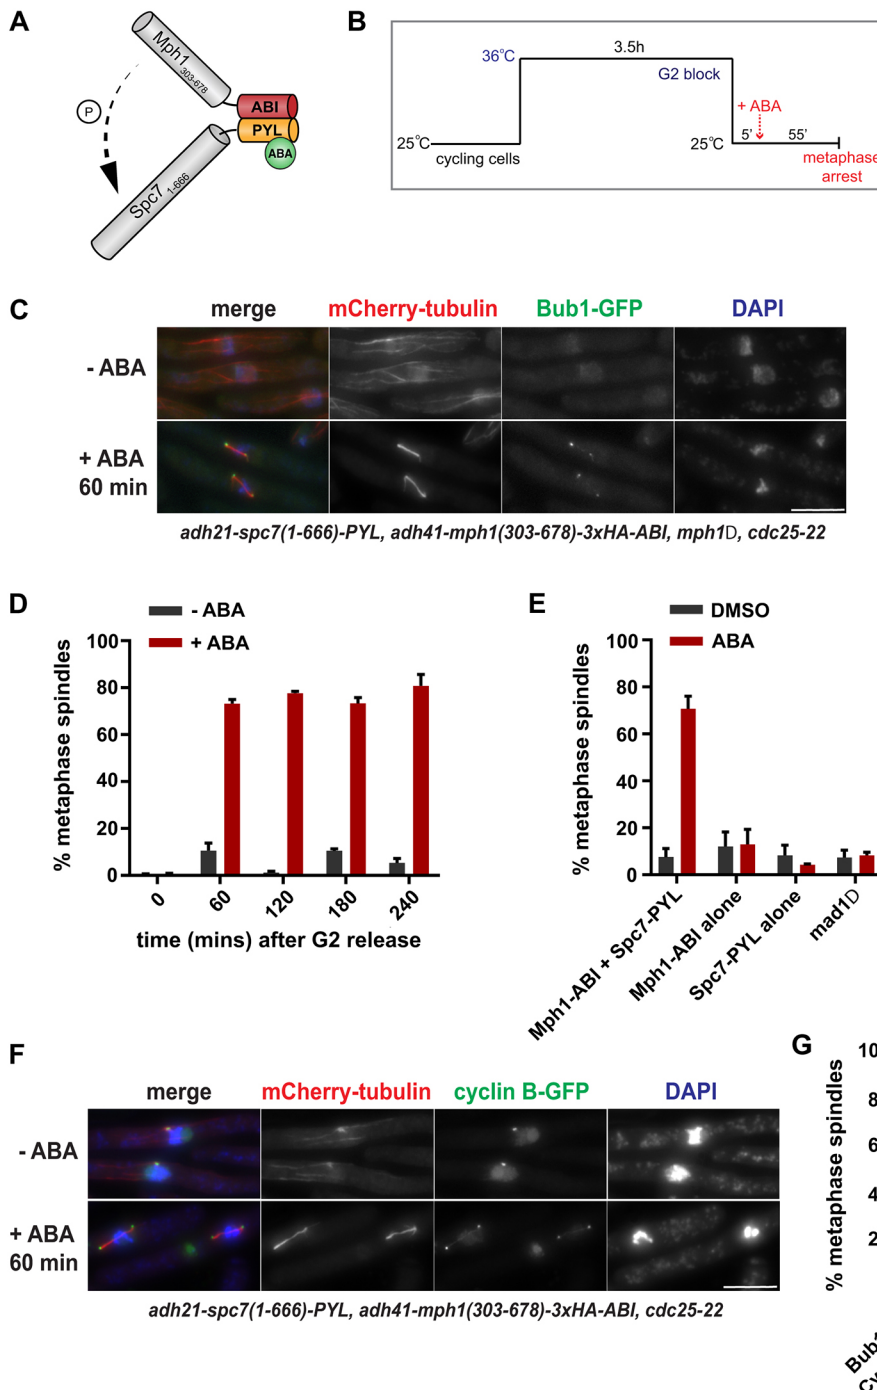 A
Mph1 303-678
P
ABI
PYL
ABA
Spc7 1-666
B
36°C
3.5h
G2 block
+ ABA
25°C
cycling cells
25°C
5’
55’
metaphase
arrest
C
merge
mCherry-tubulin
Bub1-GFP
DAPI
- ABA
+ ABA
60 min
adh21-spc7(1-666)-PYL, adh41-mph1(303-678)-3xHA-ABI, mph1D, cdc25-22
D
- ABA
+ ABA
% metaphase spindles
100
80
60
40
20
0
0
60
120
180
240
time (mins) after G2 release
E
DMSO
ABA
% metaphase spindles
100
80
60
40
20
0
Mph1-ABI + Spc7-PYL
Mph1-ABI alone
Spc7-PYL alone
mad1D
F
merge
mCherry-tubulin
cyclin B-GFP
DAPI
- ABA
+ ABA
60 min
adh21-spc7(1-666)-PYL, adh41-mph1(303-678)-3xHA-ABI, cdc25-22
G
% metaphase spindles
10
8
6
4
2